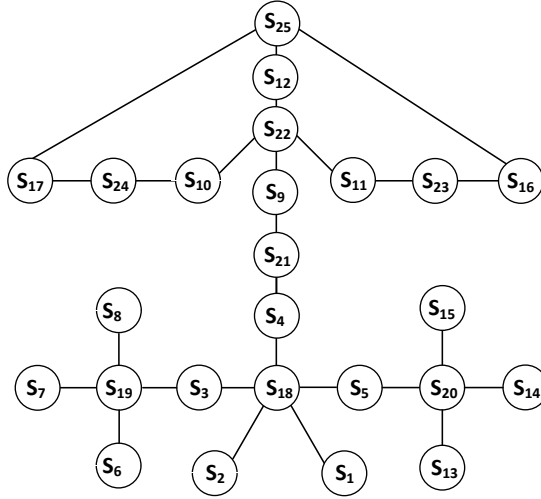 S₂₅
S₁₂
S₂₂
S₁₇ S₂₄ S₁₀ S₉ S₁₁ S₂₃ S₁₆
S₂₁
S₈ S₄ S₁₅
S₇ S₁₉ S₃ S₁₈ S₅ S₂₀ S₁₄
S₆ S₂ S₁ S₁₃